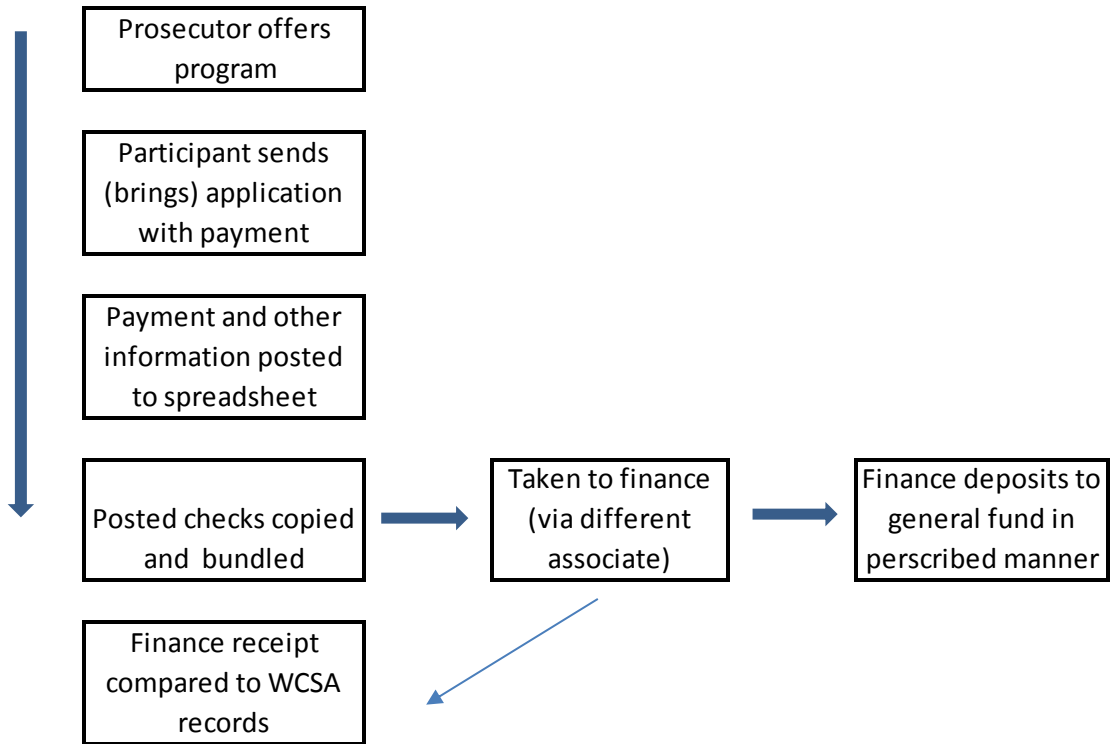 Prosecutor offers
program
Participant sends
(brings) application
with payment
Payment and other
information posted
to spreadsheet
Posted checks copied
and bundled
Taken to finance
(via different
associate)
Finance deposits to
general fund in
perscribed manner
Finance receipt
compared to WCSA
records